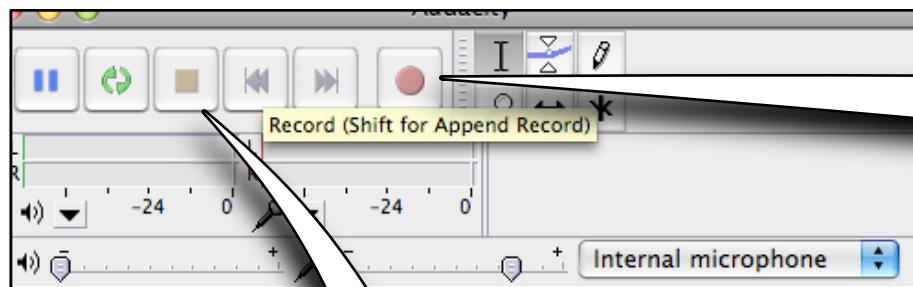 Audacity
Record (Shift for Append Record)
L
L
R
R
-24 0 -24 0
- + - +
Internal microphone